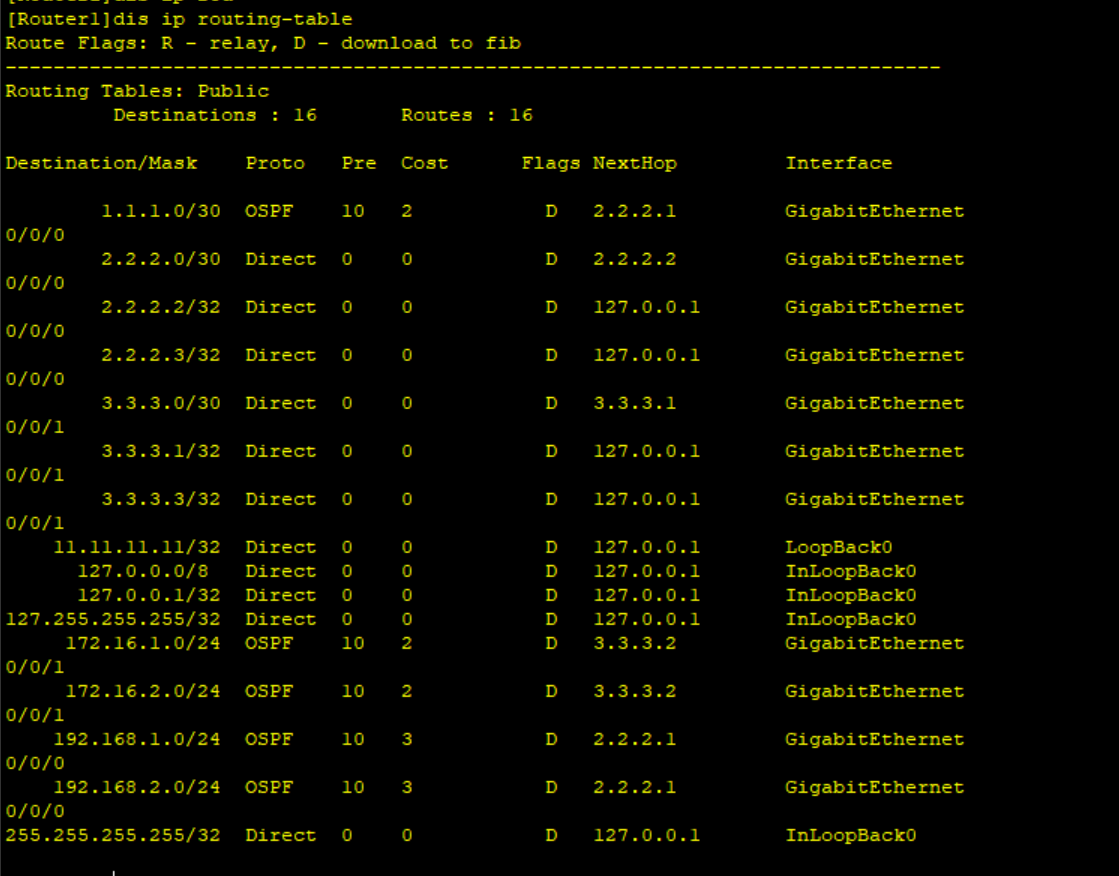 [Router1]dis ip routing-table
Route Flags: R - relay, D - download to fib
------------------------------------------------------------------------------
Routing Tables: Public
         Destinations : 16       Routes : 16

Destination/Mask    Proto   Pre  Cost      Flags NextHop         Interface

        1.1.1.0/30  OSPF    10   2           D   2.2.2.1         GigabitEthernet
0/0/0
        2.2.2.0/30  Direct  0    0           D   2.2.2.2         GigabitEthernet
0/0/0
        2.2.2.2/32  Direct  0    0           D   127.0.0.1       GigabitEthernet
0/0/0
        2.2.2.3/32  Direct  0    0           D   127.0.0.1       GigabitEthernet
0/0/0
        3.3.3.0/30  Direct  0    0           D   3.3.3.1         GigabitEthernet
0/0/1
        3.3.3.1/32  Direct  0    0           D   127.0.0.1       GigabitEthernet
0/0/1
        3.3.3.3/32  Direct  0    0           D   127.0.0.1       GigabitEthernet
0/0/1
    11.11.11.11/32  Direct  0    0           D   127.0.0.1       LoopBack0
      127.0.0.0/8   Direct  0    0           D   127.0.0.1       InLoopBack0
      127.0.0.1/32  Direct  0    0           D   127.0.0.1       InLoopBack0
127.255.255.255/32  Direct  0    0           D   127.0.0.1       InLoopBack0
     172.16.1.0/24  OSPF    10   2           D   3.3.3.2         GigabitEthernet
0/0/1
     172.16.2.0/24  OSPF    10   2           D   3.3.3.2         GigabitEthernet
0/0/1
    192.168.1.0/24  OSPF    10   3           D   2.2.2.1         GigabitEthernet
0/0/0
    192.168.2.0/24  OSPF    10   3           D   2.2.2.1         GigabitEthernet
0/0/0
255.255.255.255/32  Direct  0    0           D   127.0.0.1       InLoopBack0